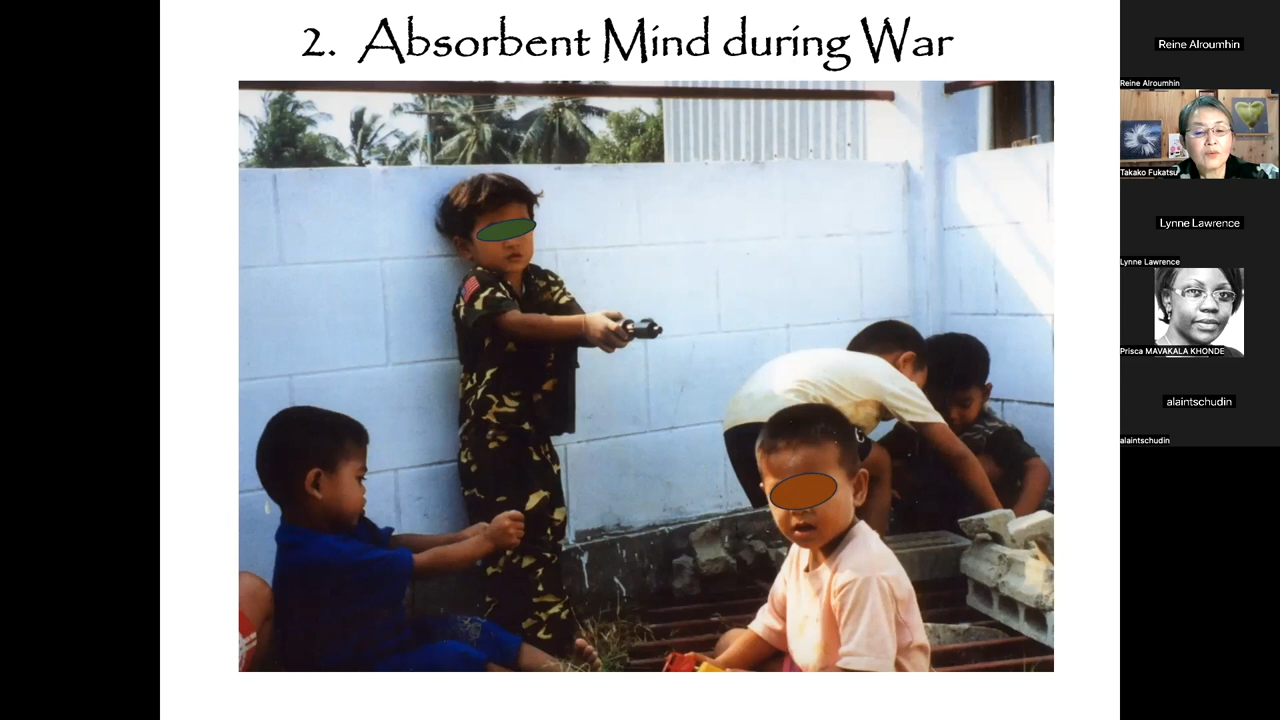 2. Absorbent Mind during War
Reine Alroumhin
Reine Alroumhin
Takako Fukatsu
Lynne Lawrence
Lynne Lawrence
Prisca MAVAKALA KHONDE
alaintschudin
alaintschudin